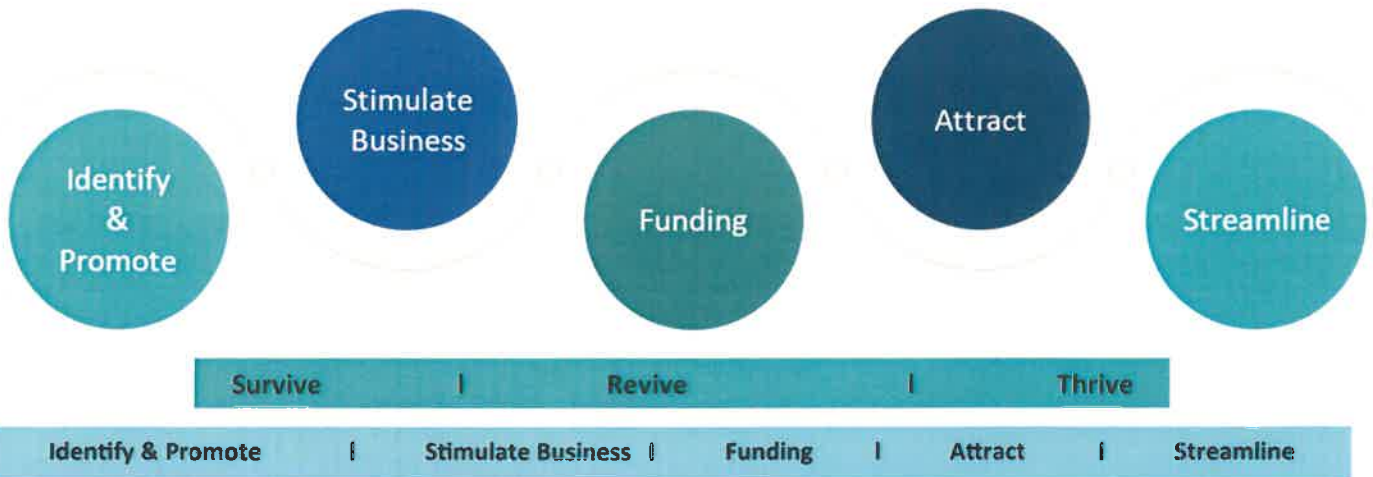 Identify
&
Promote
Stimulate
Business
Funding
Attract
Streamline
Survive | Revive | Thrive
Identify & Promote | Stimulate Business | Funding | Attract | Streamline